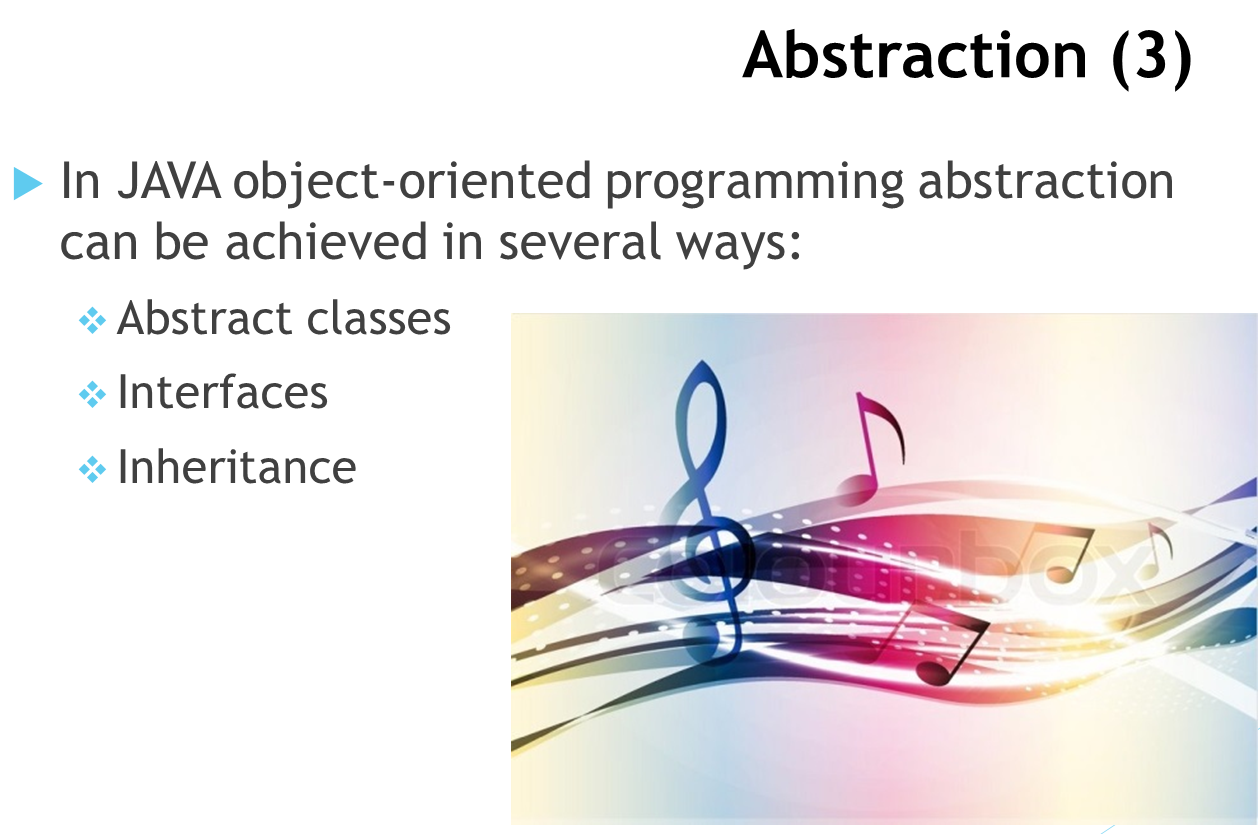 Abstraction (3)
In JAVA object-oriented programming abstraction
can be achieved in several ways:
Abstract classes
Interfaces
Inheritance
colourbox